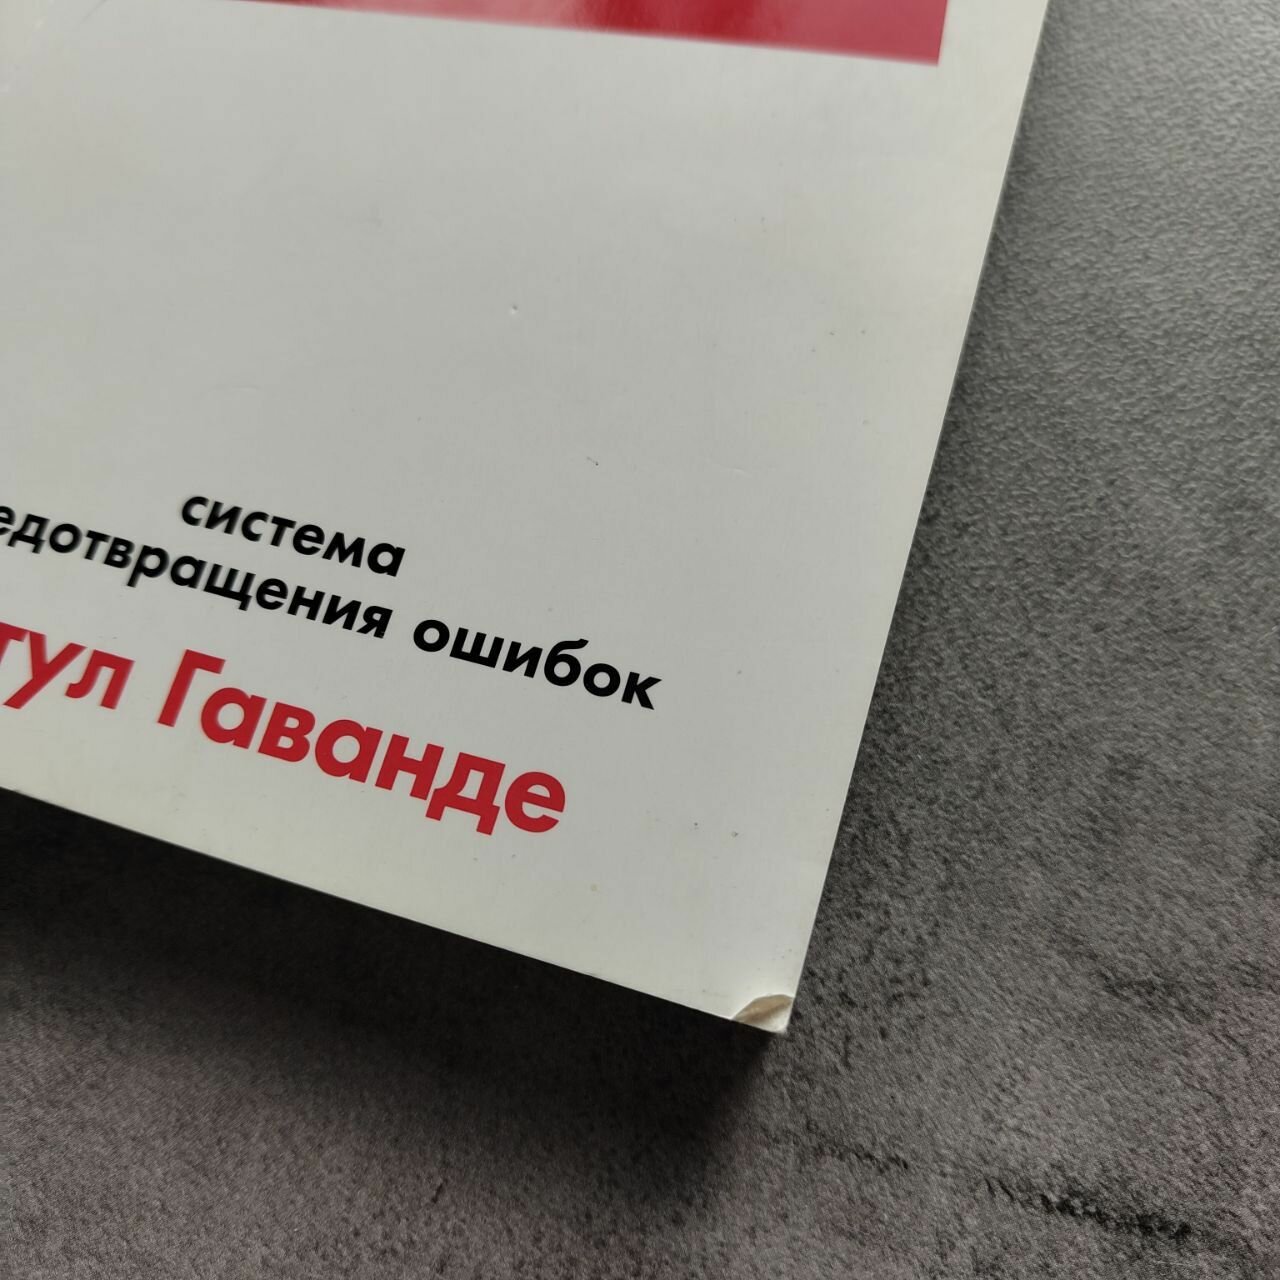 система
едотвращения ошибок
тул Гаванде